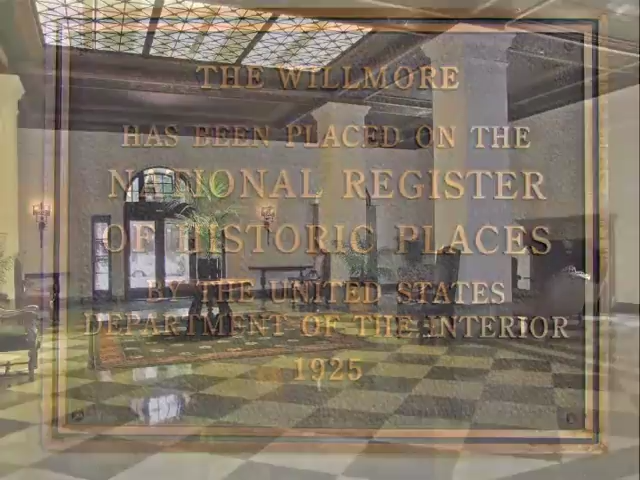 THE WILLMORE
HAS BEEN PLACED ON THE
NATIONAL REGISTER
OF HISTORIC PLACES
BY THE UNITED STATES
DEPARTMENT OF THE INTERIOR
1925